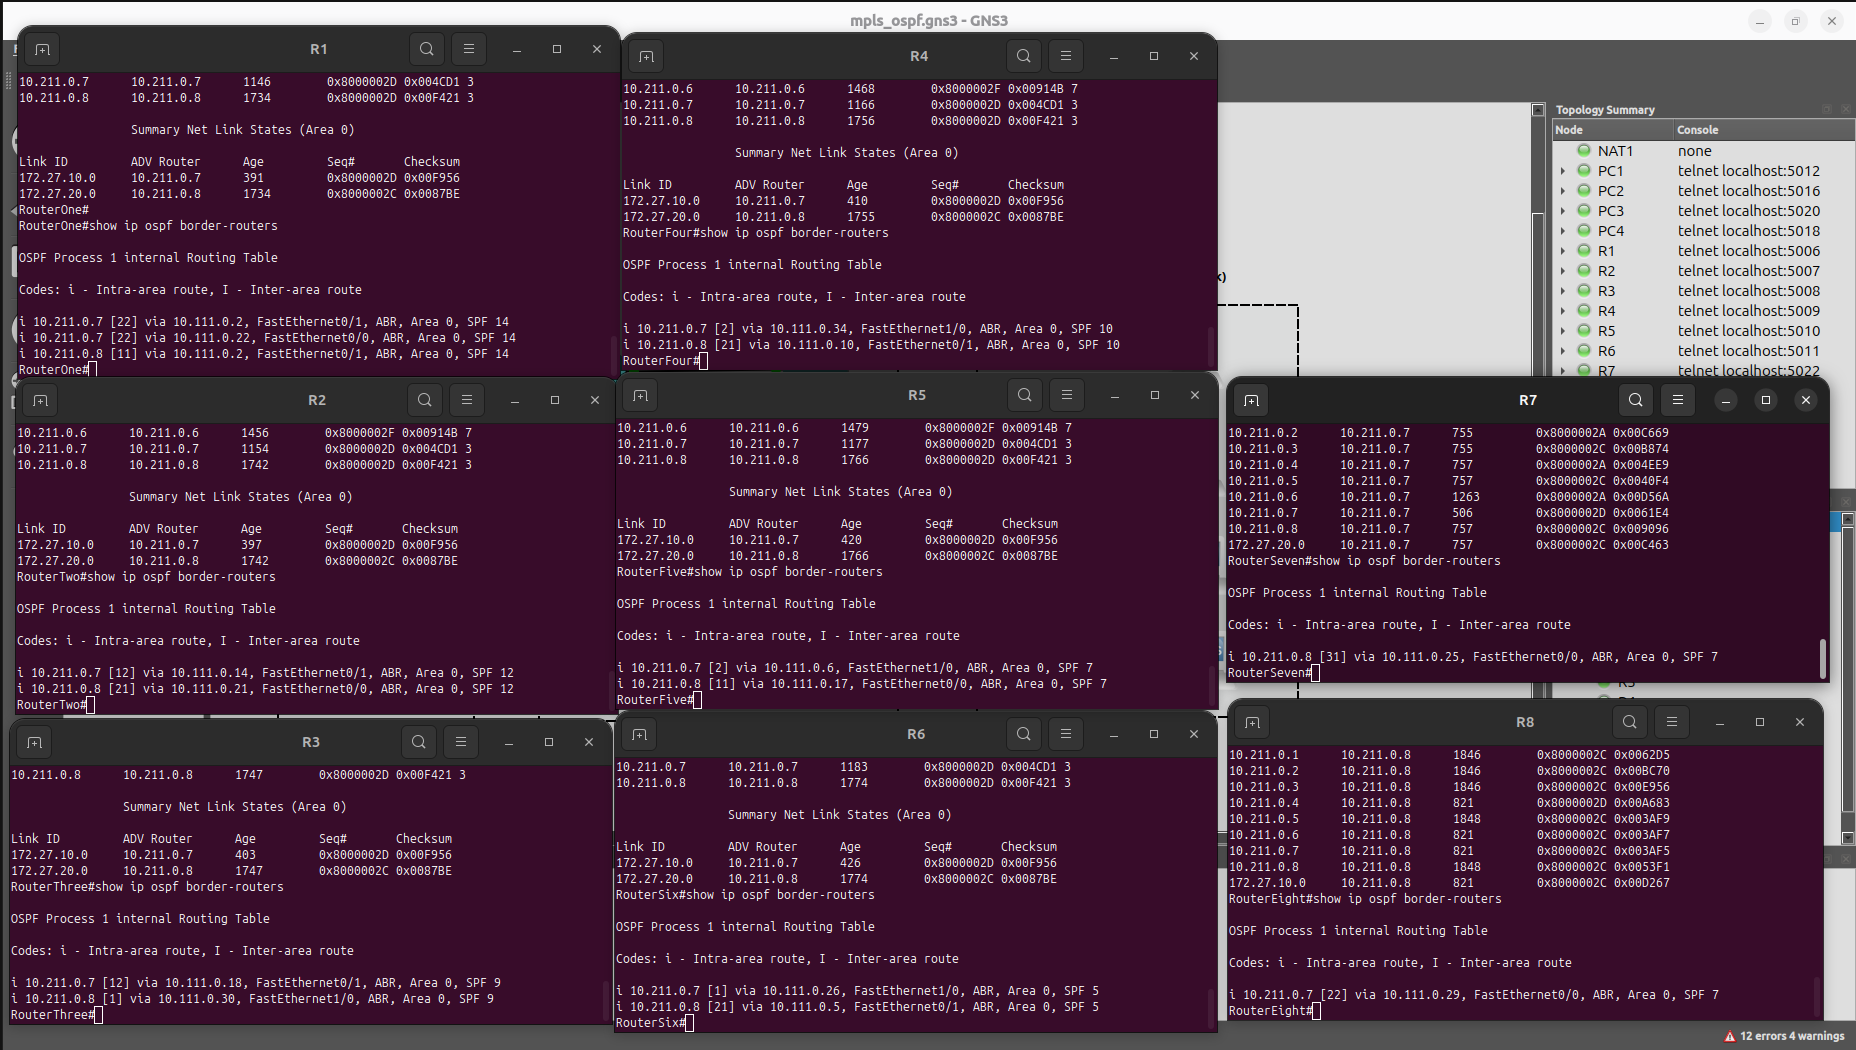 mpls_ospf.gns3 - GNS3
R1
10.211.0.7 10.211.0.7 1146 0x8000002D 0x004CD1 3
10.211.0.8 10.211.0.8 1734 0x8000002D 0x00F421 3
Summary Net Link States (Area 0)
Link ID ADV Router Age Seq# Checksum
172.27.10.0 10.211.0.7 391 0x8000002D 0x00F956
172.27.20.0 10.211.0.8 1734 0x8000002C 0x0087BE
RouterOne#
RouterOne#show ip ospf border-routers
OSPF Process 1 internal Routing Table
Codes: i - Intra-area route, I - Inter-area route
i 10.211.0.7 [22] via 10.111.0.2, FastEthernet0/1, ABR, Area 0, SPF 14
i 10.211.0.7 [22] via 10.111.0.22, FastEthernet0/0, ABR, Area 0, SPF 14
i 10.211.0.8 [11] via 10.111.0.2, FastEthernet0/1, ABR, Area 0, SPF 14
RouterOne#
R4
10.211.0.6 10.211.0.6 1468 0x8000002F 0x00914B 7
10.211.0.7 10.211.0.7 1166 0x8000002D 0x004CD1 3
10.211.0.8 10.211.0.8 1756 0x8000002D 0x00F421 3
Summary Net Link States (Area 0)
Link ID ADV Router Age Seq# Checksum
172.27.10.0 10.211.0.7 410 0x8000002D 0x00F956
172.27.20.0 10.211.0.8 1755 0x8000002C 0x0087BE
RouterFour#show ip ospf border-routers
OSPF Process 1 internal Routing Table
Codes: i - Intra-area route, I - Inter-area route
i 10.211.0.7 [2] via 10.111.0.34, FastEthernet1/0, ABR, Area 0, SPF 10
i 10.211.0.8 [21] via 10.111.0.10, FastEthernet0/1, ABR, Area 0, SPF 10
RouterFour#
Topology Summary
Node Console
NAT1 none
PC1 telnet localhost:5012
PC2 telnet localhost:5016
PC3 telnet localhost:5020
PC4 telnet localhost:5018
R1 telnet localhost:5006
R2 telnet localhost:5007
R3 telnet localhost:5008
R4 telnet localhost:5009
R5 telnet localhost:5010
R6 telnet localhost:5011
R7 telnet localhost:5022
R2
10.211.0.6 10.211.0.6 1456 0x8000002F 0x00914B 7
10.211.0.7 10.211.0.7 1154 0x8000002D 0x004CD1 3
10.211.0.8 10.211.0.8 1742 0x8000002D 0x00F421 3
Summary Net Link States (Area 0)
Link ID ADV Router Age Seq# Checksum
172.27.10.0 10.211.0.7 397 0x8000002D 0x00F956
172.27.20.0 10.211.0.8 1742 0x8000002C 0x0087BE
RouterTwo#show ip ospf border-routers
OSPF Process 1 internal Routing Table
Codes: i - Intra-area route, I - Inter-area route
i 10.211.0.7 [12] via 10.111.0.14, FastEthernet0/1, ABR, Area 0, SPF 12
i 10.211.0.8 [21] via 10.111.0.21, FastEthernet0/0, ABR, Area 0, SPF 12
RouterTwo#
R5
10.211.0.6 10.211.0.6 1479 0x8000002F 0x00914B 7
10.211.0.7 10.211.0.7 1177 0x8000002D 0x004CD1 3
10.211.0.8 10.211.0.8 1766 0x8000002D 0x00F421 3
Summary Net Link States (Area 0)
Link ID ADV Router Age Seq# Checksum
172.27.10.0 10.211.0.7 420 0x8000002D 0x00F956
172.27.20.0 10.211.0.8 1766 0x8000002C 0x0087BE
RouterFive#show ip ospf border-routers
OSPF Process 1 internal Routing Table
Codes: i - Intra-area route, I - Inter-area route
i 10.211.0.7 [2] via 10.111.0.6, FastEthernet1/0, ABR, Area 0, SPF 7
i 10.211.0.8 [11] via 10.111.0.17, FastEthernet0/0, ABR, Area 0, SPF 7
RouterFive#
R7
10.211.0.2 10.211.0.7 755 0x8000002A 0x00C669
10.211.0.3 10.211.0.7 755 0x8000002C 0x00B874
10.211.0.4 10.211.0.7 757 0x8000002A 0x004EE9
10.211.0.5 10.211.0.7 757 0x8000002C 0x0040F4
10.211.0.6 10.211.0.7 1263 0x8000002A 0x00D56A
10.211.0.7 10.211.0.7 506 0x8000002D 0x0061E4
10.211.0.8 10.211.0.7 757 0x8000002C 0x009096
172.27.20.0 10.211.0.7 757 0x8000002C 0x00C463
RouterSeven#show ip ospf border-routers
OSPF Process 1 internal Routing Table
Codes: i - Intra-area route, I - Inter-area route
i 10.211.0.8 [31] via 10.111.0.25, FastEthernet0/0, ABR, Area 0, SPF 7
RouterSeven#
R3
10.211.0.8 10.211.0.8 1747 0x8000002D 0x00F421 3
Summary Net Link States (Area 0)
Link ID ADV Router Age Seq# Checksum
172.27.10.0 10.211.0.7 403 0x8000002D 0x00F956
172.27.20.0 10.211.0.8 1747 0x8000002C 0x0087BE
RouterThree#show ip ospf border-routers
OSPF Process 1 internal Routing Table
Codes: i - Intra-area route, I - Inter-area route
i 10.211.0.7 [12] via 10.111.0.18, FastEthernet0/1, ABR, Area 0, SPF 9
i 10.211.0.8 [1] via 10.111.0.30, FastEthernet1/0, ABR, Area 0, SPF 9
RouterThree#
R6
10.211.0.7 10.211.0.7 1183 0x8000002D 0x004CD1 3
10.211.0.8 10.211.0.8 1774 0x8000002D 0x00F421 3
Summary Net Link States (Area 0)
Link ID ADV Router Age Seq# Checksum
172.27.10.0 10.211.0.7 426 0x8000002D 0x00F956
172.27.20.0 10.211.0.8 1774 0x8000002C 0x0087BE
RouterSix#show ip ospf border-routers
OSPF Process 1 internal Routing Table
Codes: i - Intra-area route, I - Inter-area route
i 10.211.0.7 [1] via 10.111.0.26, FastEthernet1/0, ABR, Area 0, SPF 5
i 10.211.0.8 [21] via 10.111.0.5, FastEthernet0/1, ABR, Area 0, SPF 5
RouterSix#
R8
10.211.0.1 10.211.0.8 1846 0x8000002C 0x0062D5
10.211.0.2 10.211.0.8 1846 0x8000002C 0x00BC70
10.211.0.3 10.211.0.8 1846 0x8000002C 0x00E956
10.211.0.4 10.211.0.8 821 0x8000002D 0x00A683
10.211.0.5 10.211.0.8 1848 0x8000002C 0x003AF9
10.211.0.6 10.211.0.8 821 0x8000002C 0x003AF7
10.211.0.7 10.211.0.8 821 0x8000002C 0x003AF5
10.211.0.8 10.211.0.8 1848 0x8000002C 0x0053F1
172.27.10.0 10.211.0.8 821 0x8000002C 0x00D267
RouterEight#show ip ospf border-routers
OSPF Process 1 internal Routing Table
Codes: i - Intra-area route, I - Inter-area route
i 10.211.0.7 [22] via 10.111.0.29, FastEthernet0/0, ABR, Area 0, SPF 7
RouterEight#
12 errors 4 warnings